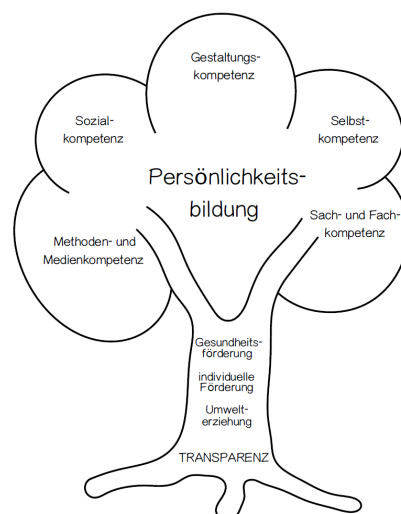 Gestaltungs-
kompetenz
Sozial-
kompetenz
Selbst-
kompetenz
Persönlichkeits-
bildung
Methoden- und
Medienkompetenz
Sach- und Fach-
kompetenz
Gesundheits-
förderung
individuelle
Förderung
Umwelt-
erziehung
TRANSPARENZ